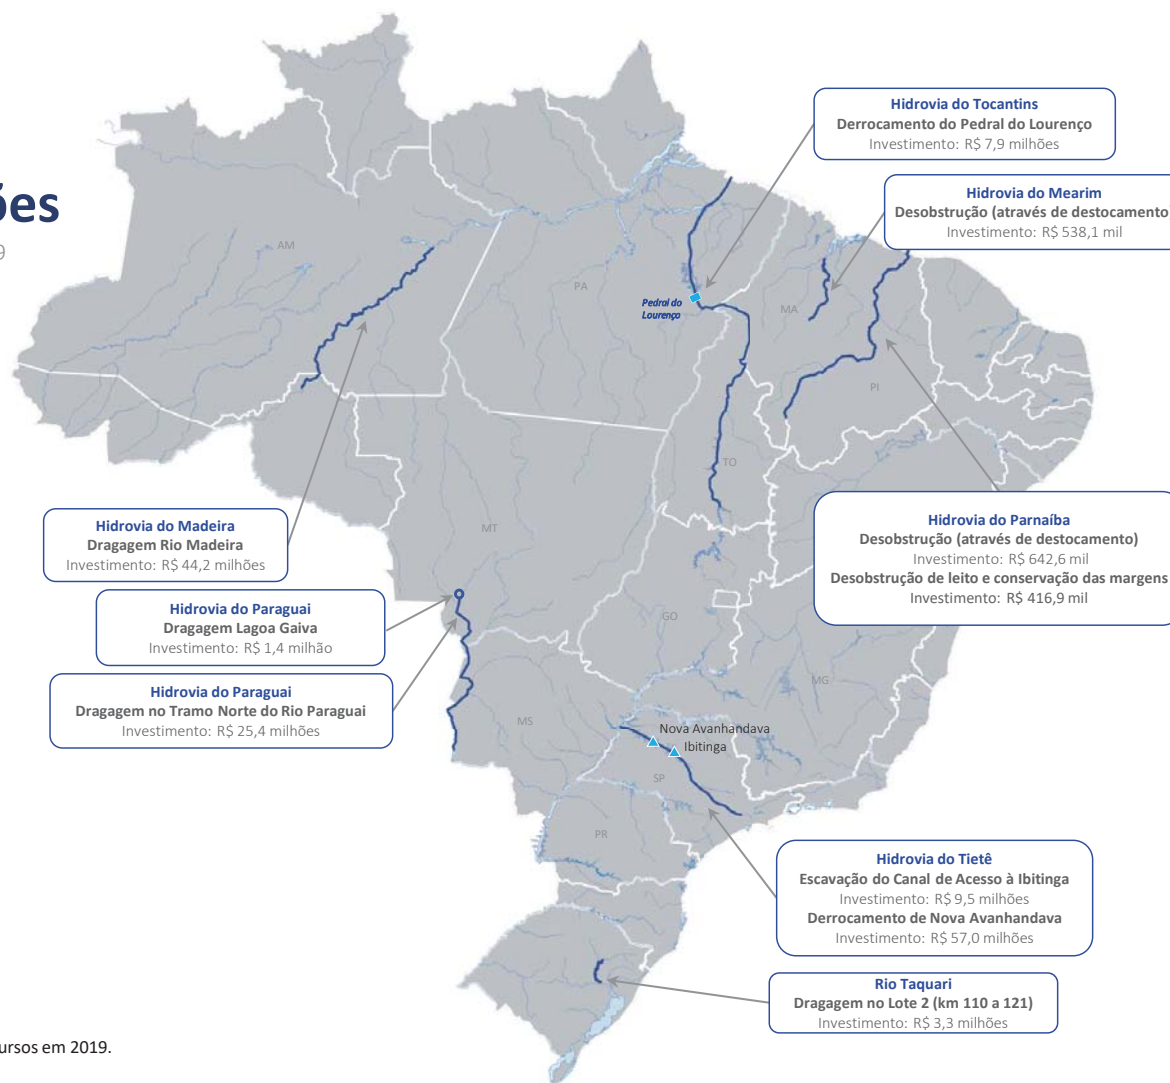 ões
9
Hidrovia do Tocantins
Derrocamento do Pedral do Lourenço
Investimento: R$ 7,9 milhões
Hidrovia do Mearim
Desobstrução (através de destocamento)
Investimento: R$ 538,1 mil
AM
PA
Pedral do
Lourenço
MA
PI
TO
Hidrovia do Parnaíba
Desobstrução (através de destocamento)
Investimento: R$ 642,6 mil
Desobstrução de leito e conservação das margens
Investimento: R$ 416,9 mil
Hidrovia do Madeira
Dragagem Rio Madeira
Investimento: R$ 44,2 milhões
MT
Hidrovia do Paraguai
Dragagem Lagoa Gaiva
Investimento: R$ 1,4 milhão
GO
Hidrovia do Paraguai
Dragagem no Tramo Norte do Rio Paraguai
Investimento: R$ 25,4 milhões
MG
MS
Nova Avanhandava
Ibitinga
SP
PR
Hidrovia do Tietê
Escavação do Canal de Acesso à Ibitinga
Investimento: R$ 9,5 milhões
Derrocamento de Nova Avanhandava
Investimento: R$ 57,0 milhões
Rio Taquari
Dragagem no Lote 2 (km 110 a 121)
Investimento: R$ 3,3 milhões
ursos em 2019.